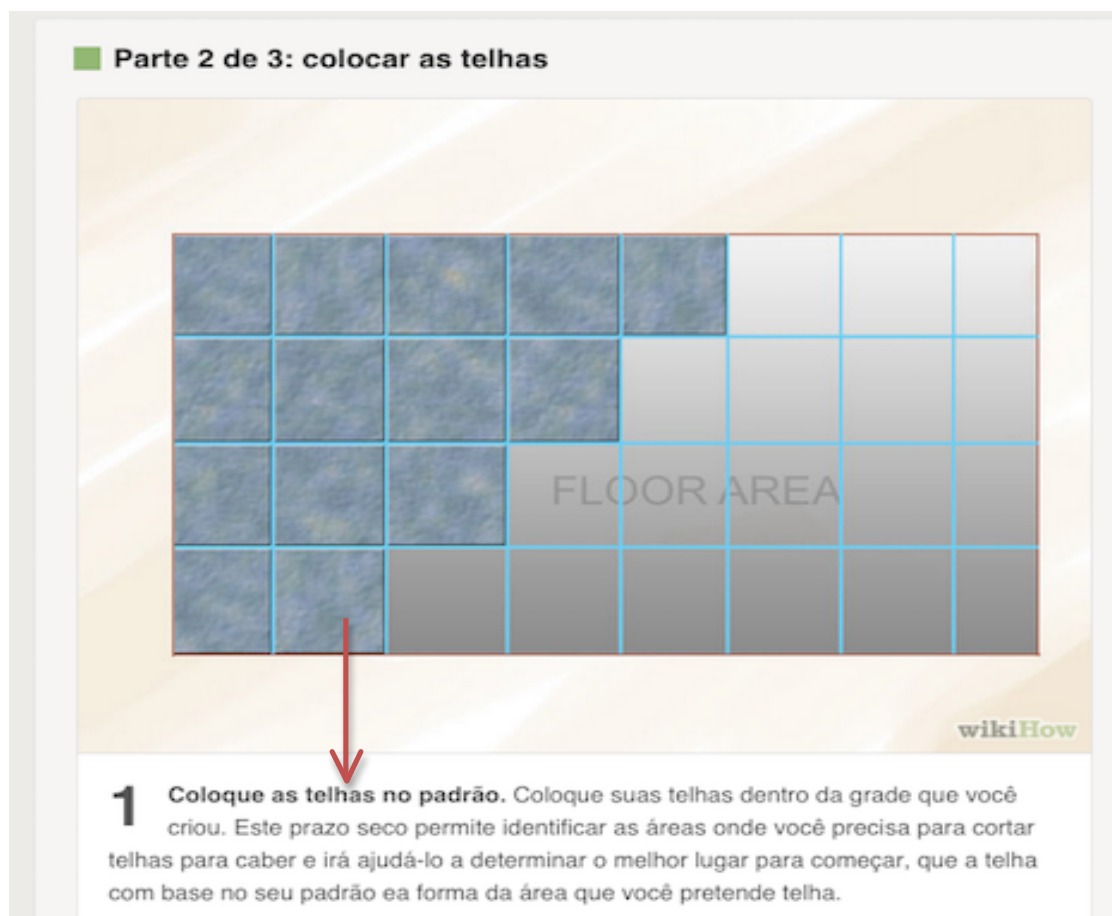 Parte 2 de 3: colocar as telhas
FLOOR AREA
wikiHow
1 Coloque as telhas no padrão. Coloque suas telhas dentro da grade que você
criou. Este prazo seco permite identificar as áreas onde você precisa para cortar
telhas para caber e irá ajudá-lo a determinar o melhor lugar para começar, que a telha
com base no seu padrão ea forma da área que você pretende telha.